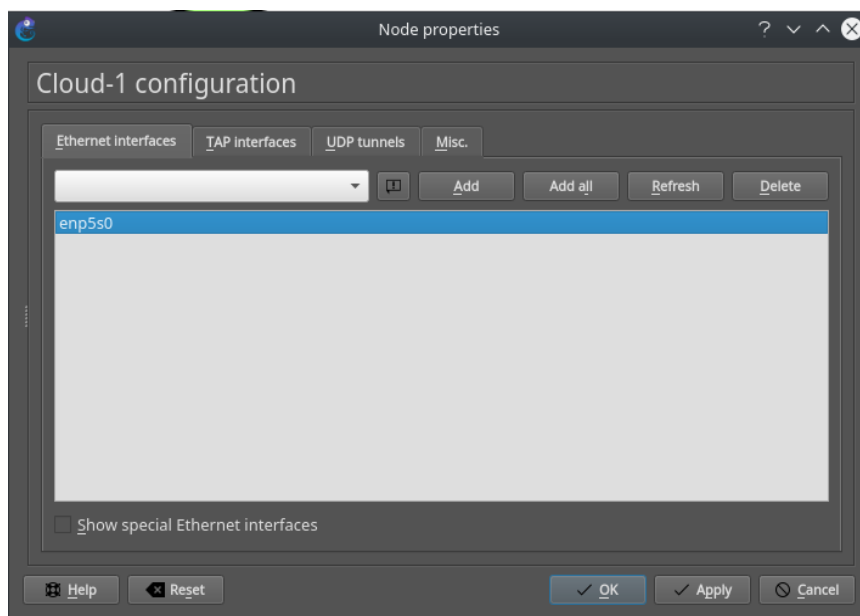 Node properties
Cloud-1 configuration
Ethernet interfaces TAP interfaces UDP tunnels Misc.
Add Add all Refresh Delete
enp5s0
Show special Ethernet interfaces
Help Reset OK Apply Cancel